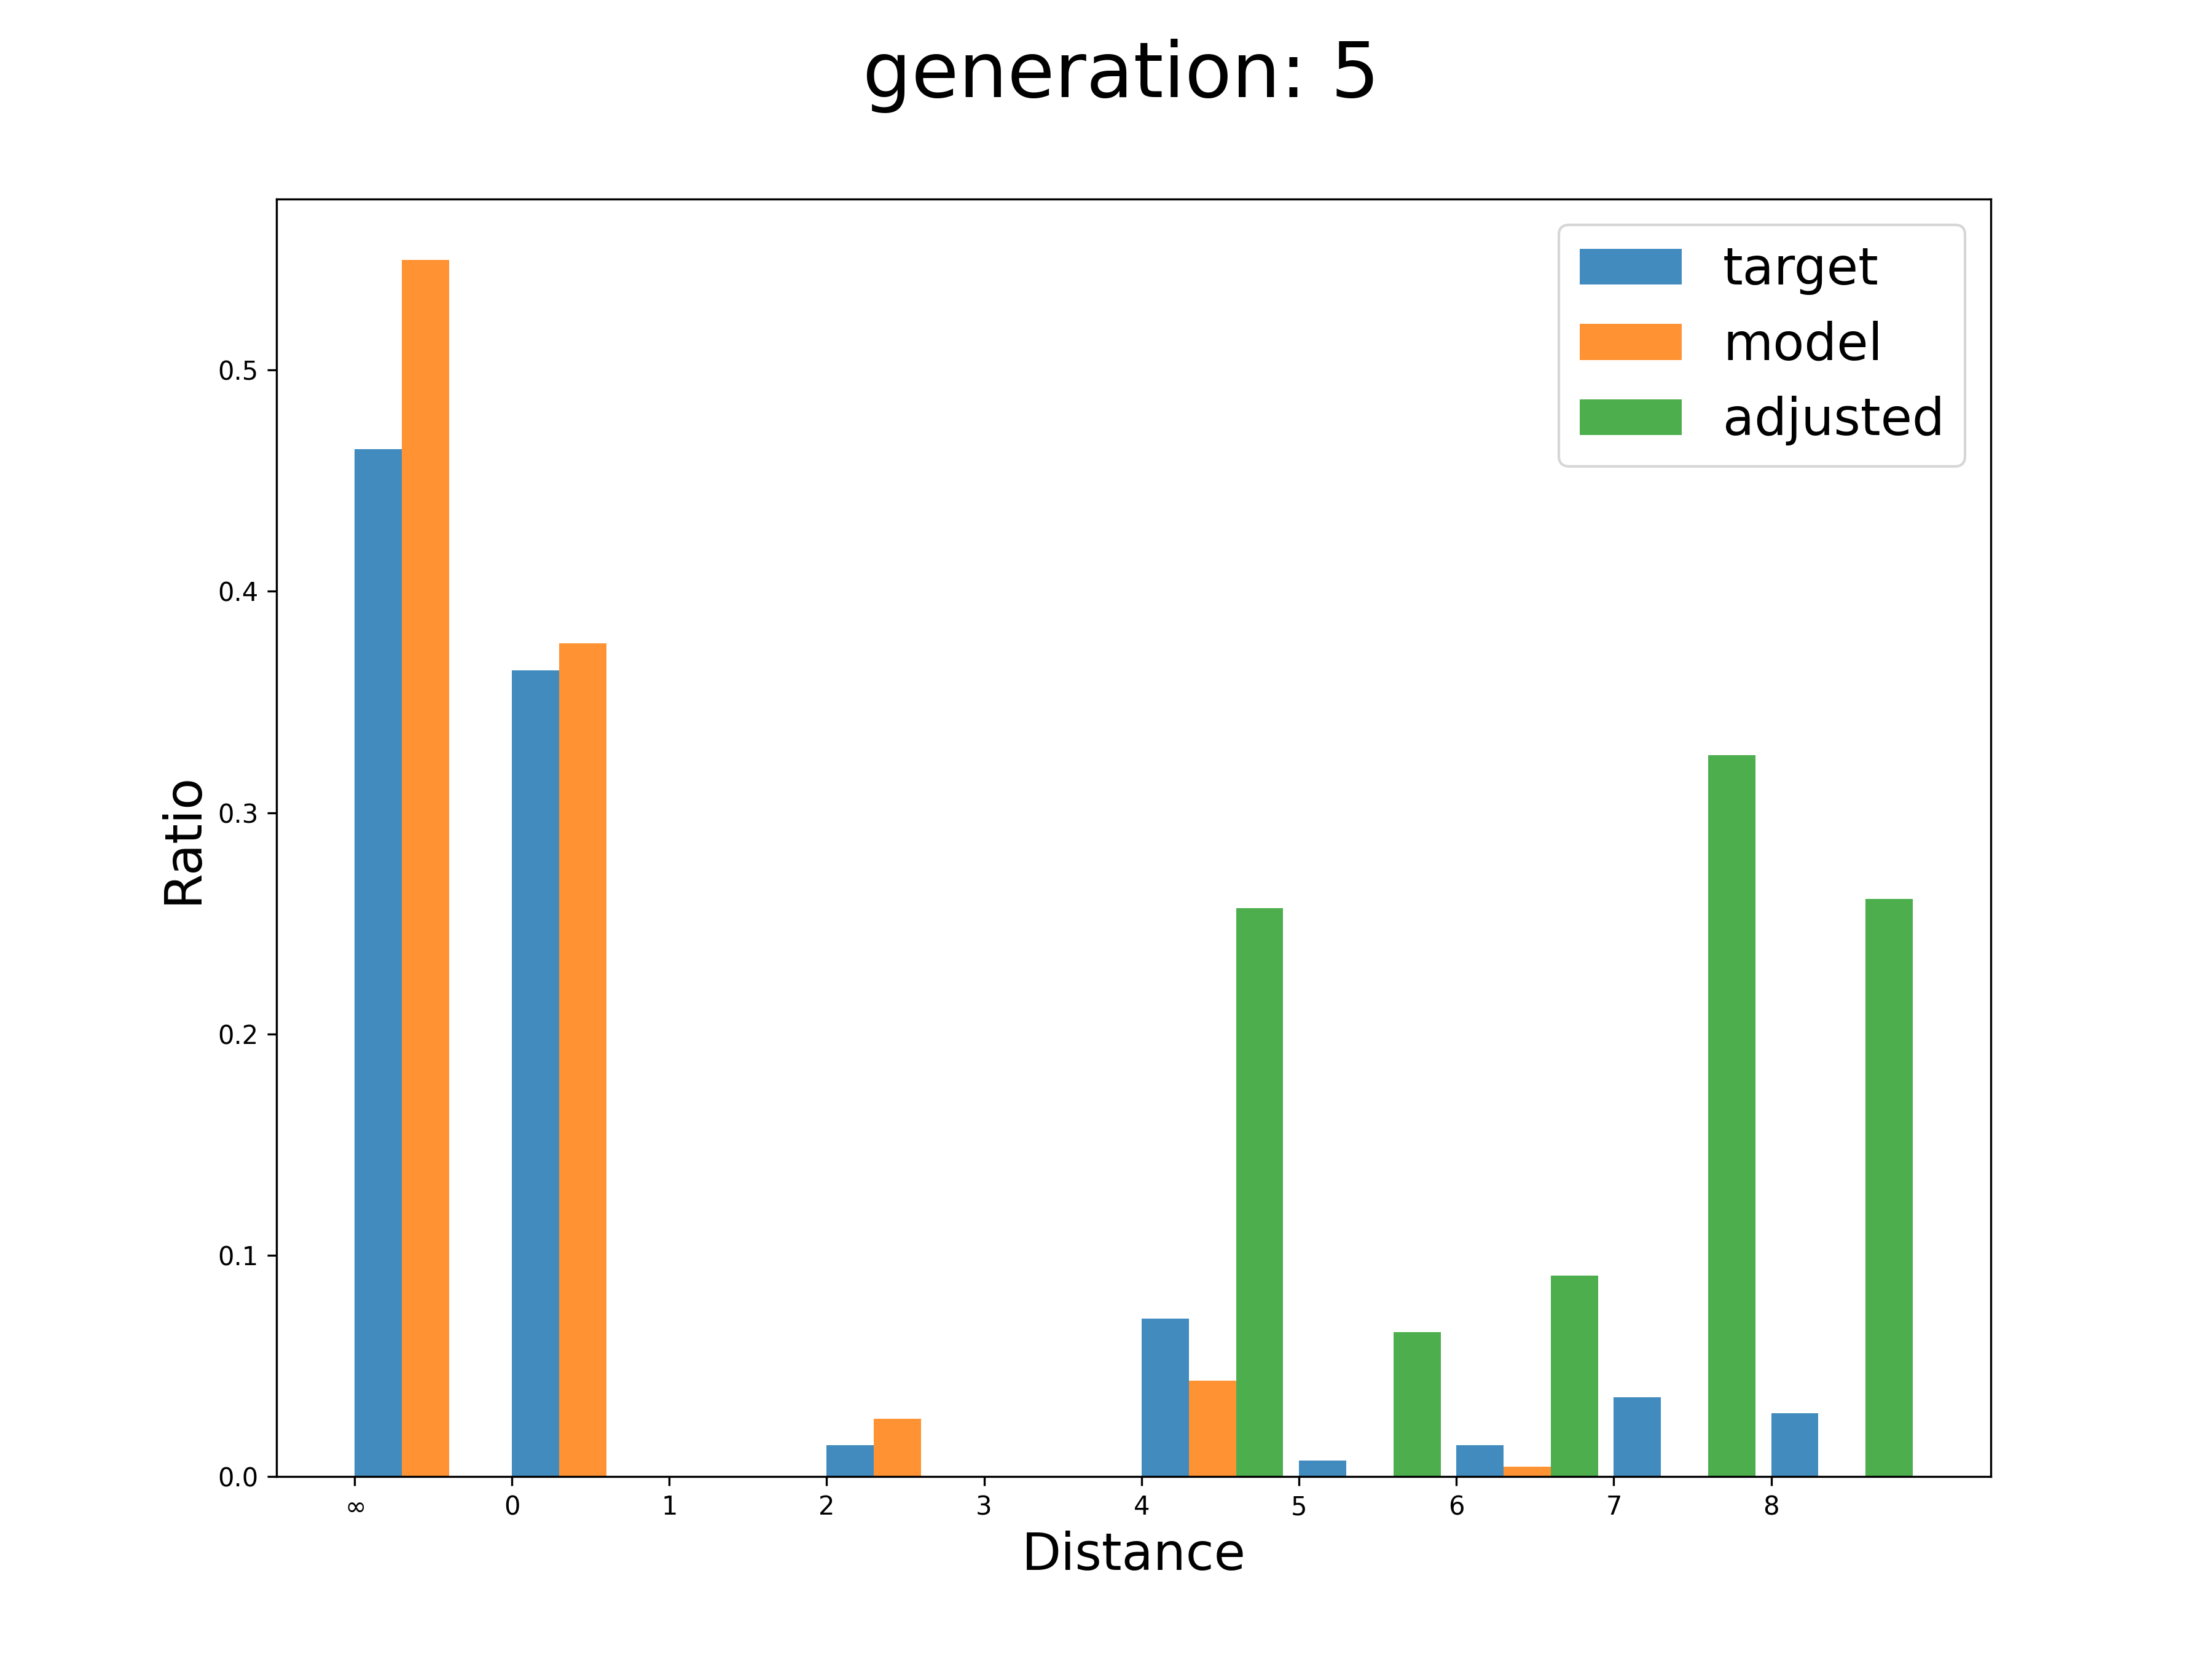 generation: 5
target
model
adjusted
Ratio
0.5
0.4
0.3
0.2
0.1
0.0
∞ 0 1 2 3 4 5 6 7 8
Distance